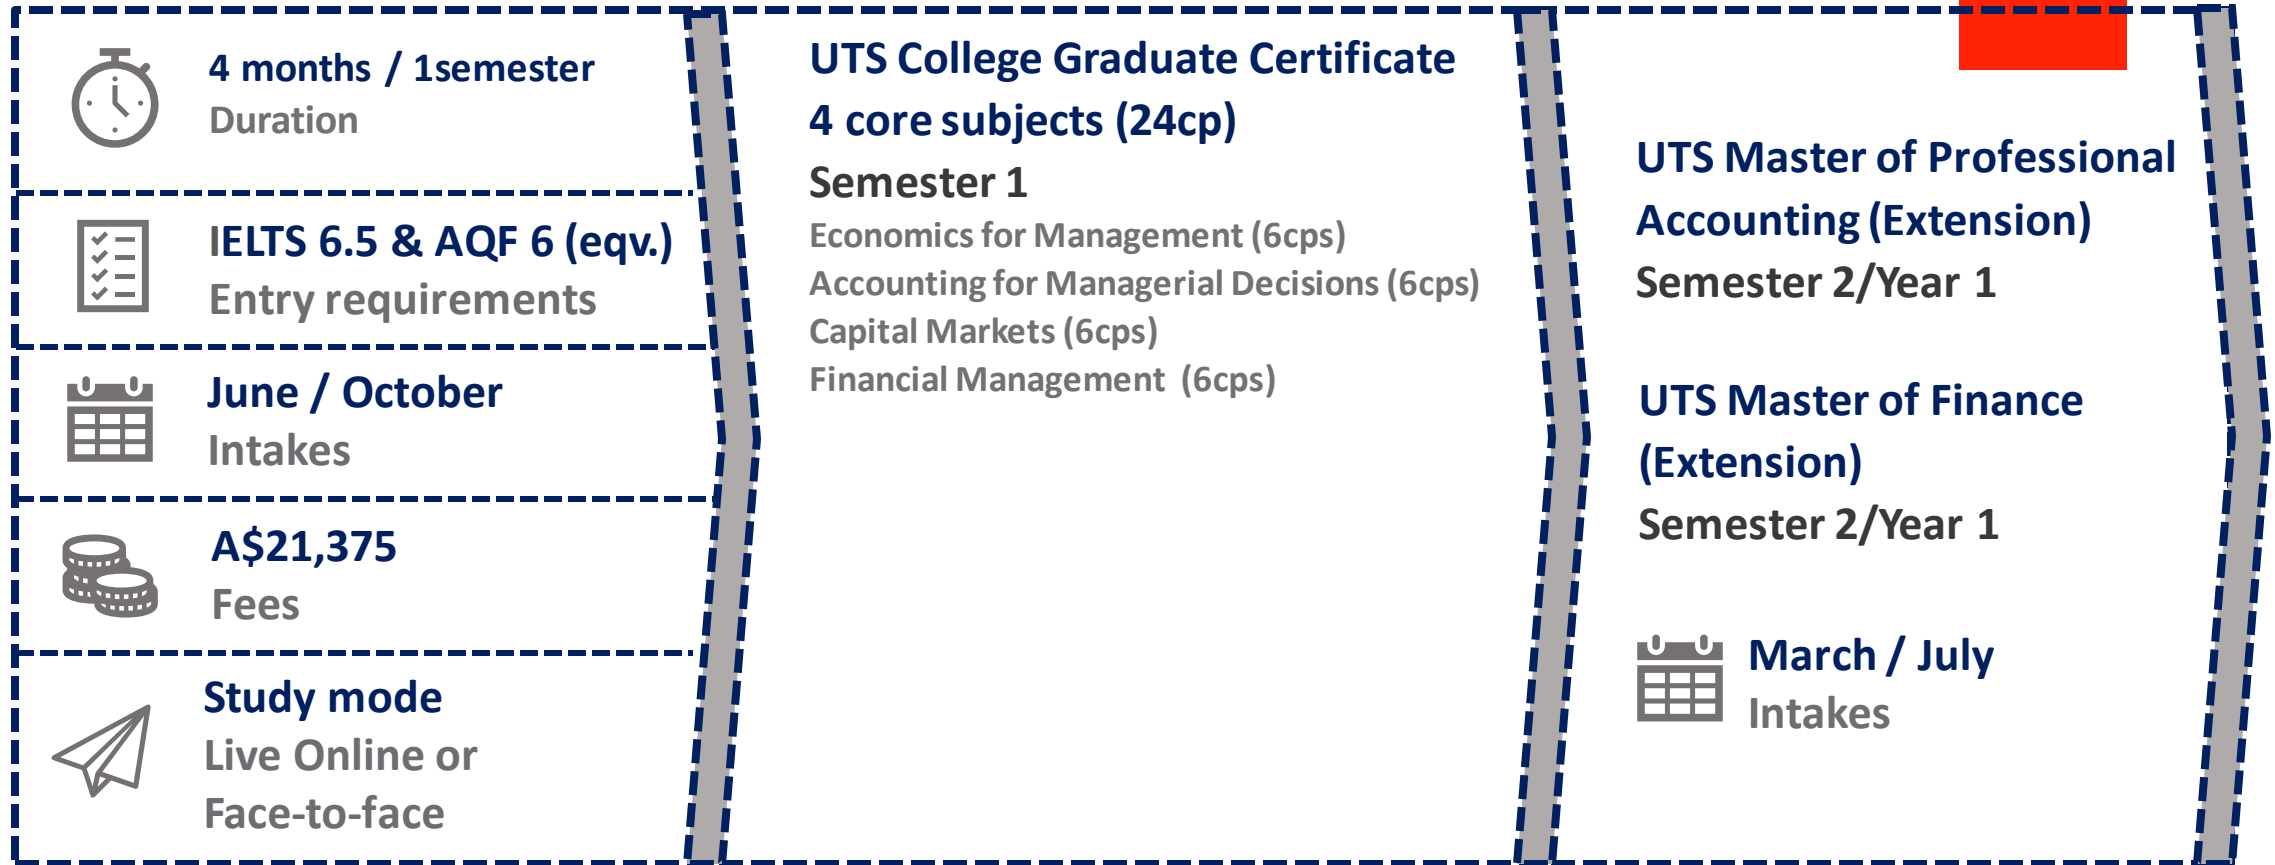 4 months / 1semester
Duration
IELTS 6.5 & AQF 6 (eqv.)
Entry requirements
June / October
Intakes
A$21,375
Fees
Study mode
Live Online or
Face-to-face
UTS College Graduate Certificate
4 core subjects (24cp)
Semester 1
Economics for Management (6cps)
Accounting for Managerial Decisions (6cps)
Capital Markets (6cps)
Financial Management (6cps)
UTS Master of Professional
Accounting (Extension)
Semester 2/Year 1
UTS Master of Finance
(Extension)
Semester 2/Year 1
March / July
Intakes